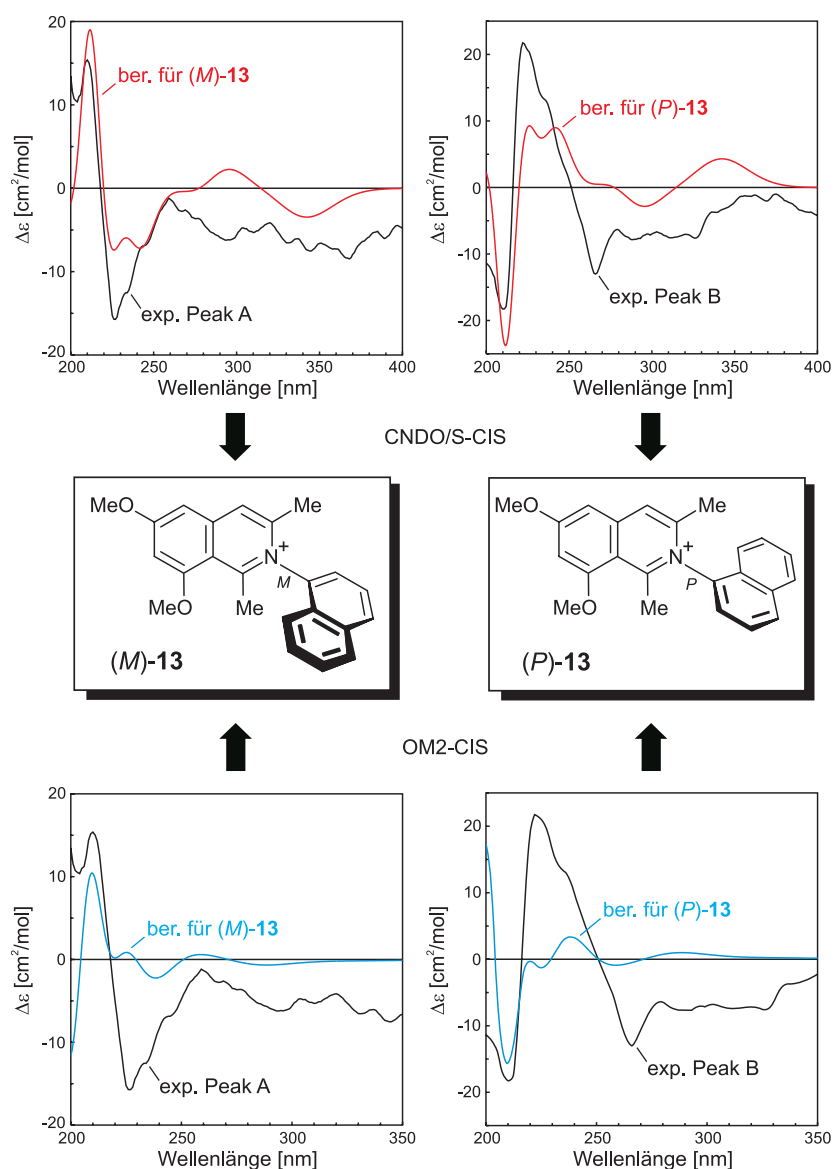 20
10
0
-10
-20
Δε [cm²/mol]
ber. für (M)-13
exp. Peak A
200 250 300 350 400
Wellenlänge [nm]
20
10
0
-10
-20
Δε [cm²/mol]
ber. für (P)-13
exp. Peak B
200 250 300 350 400
Wellenlänge [nm]
CNDO/S-CIS
MeO
Me
N
+
M
MeO
Me
(M)-13
MeO
Me
N
+
P
MeO
Me
(P)-13
OM2-CIS
20
10
0
-10
-20
Δε [cm²/mol]
ber. für (M)-13
exp. Peak A
200 250 300 350
Wellenlänge [nm]
20
10
0
-10
-20
Δε [cm²/mol]
ber. für (P)-13
exp. Peak B
200 250 300 350
Wellenlänge [nm]